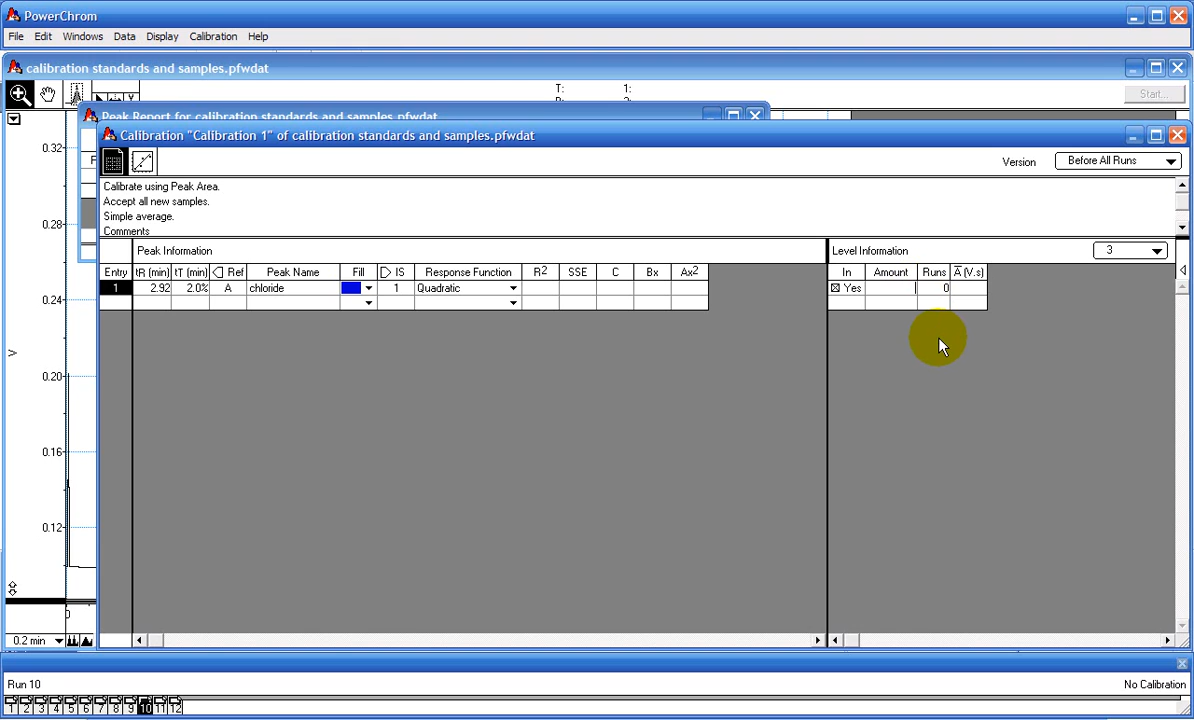 PowerChrom
File Edit Windows Data Display Calibration Help
calibration standards and samples.pfwdat
T: 1:
Start...
Peak Report for calibration standards and samples.pfwdat
Calibration "Calibration 1" of calibration standards and samples.pfwdat
Version Before All Runs
Calibrate using Peak Area.
Accept all new samples.
Simple average.
Comments
Peak Information
Level Information 3
Entry tR (min) tT (min) Ref Peak Name Fill IS Response Function R2 SSE C Bx Ax2
In Amount Runs A (V.s)
1 2.92 2.0% A chloride 1 Quadratic
Yes 0
0.32
0.28
0.24
V
0.20
0.16
0.12
0
0.2 min
Run 10
No Calibration
1 2 3 4 5 6 7 8 9 10 11 12